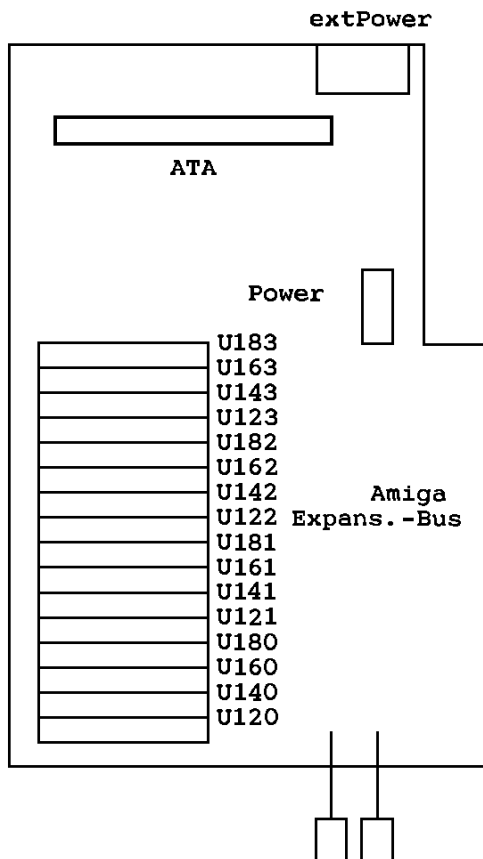 extPower
ATA
Power
U183
U163
U143
U123
U182
U162
U142
Amiga
U122
Expans.-Bus
U181
U161
U141
U121
U180
U160
U140
U120